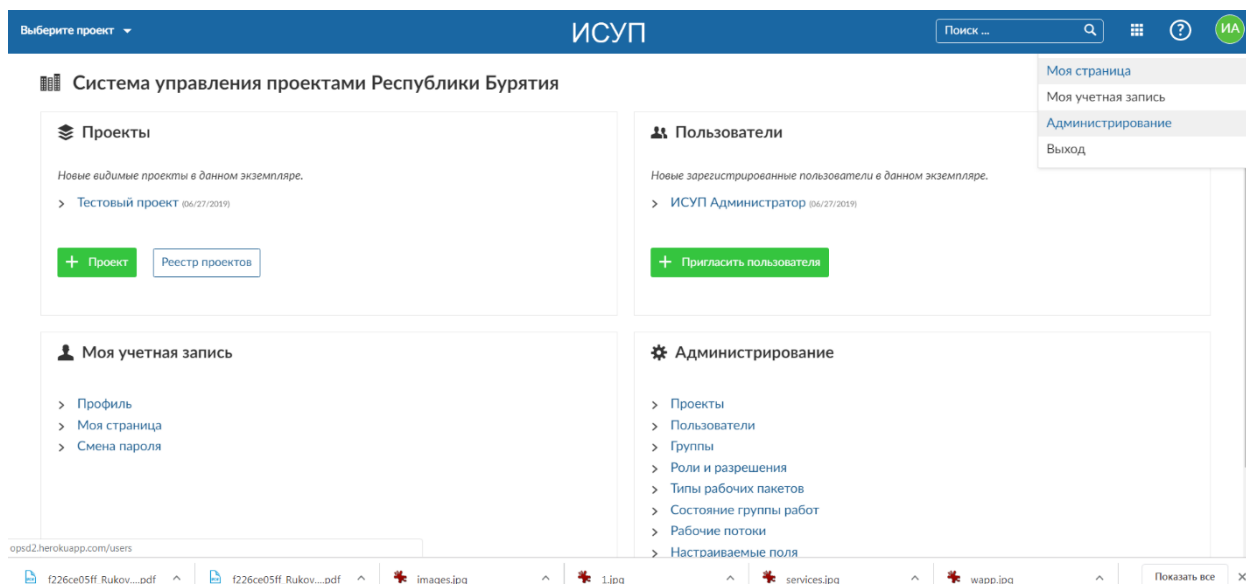 Выберите проект
ИСУП
Поиск ...
ИА
Моя страница
Моя учетная запись
Администрирование
Выход
Система управления проектами Республики Бурятия
Проекты
Новые видимые проекты в данном экземпляре.
Тестовый проект (06/27/2019)
+ Проект
Реестр проектов
Пользователи
Новые зарегистрированные пользователи в данном экземпляре.
ИСУП Администратор (06/27/2019)
+ Пригласить пользователя
Моя учетная запись
Профиль
Моя страница
Смена пароля
Администрирование
Проекты
Пользователи
Группы
Роли и разрешения
Типы рабочих пакетов
Состояние группы работ
Рабочие потоки
Настраиваемые поля
opsd2.herokuapp.com/users
f226ce05ff_Rukov....pdf
f226ce05ff_Rukov....pdf
images.jpg
1.jpg
services.jpg
wapp.jpg
Показать все